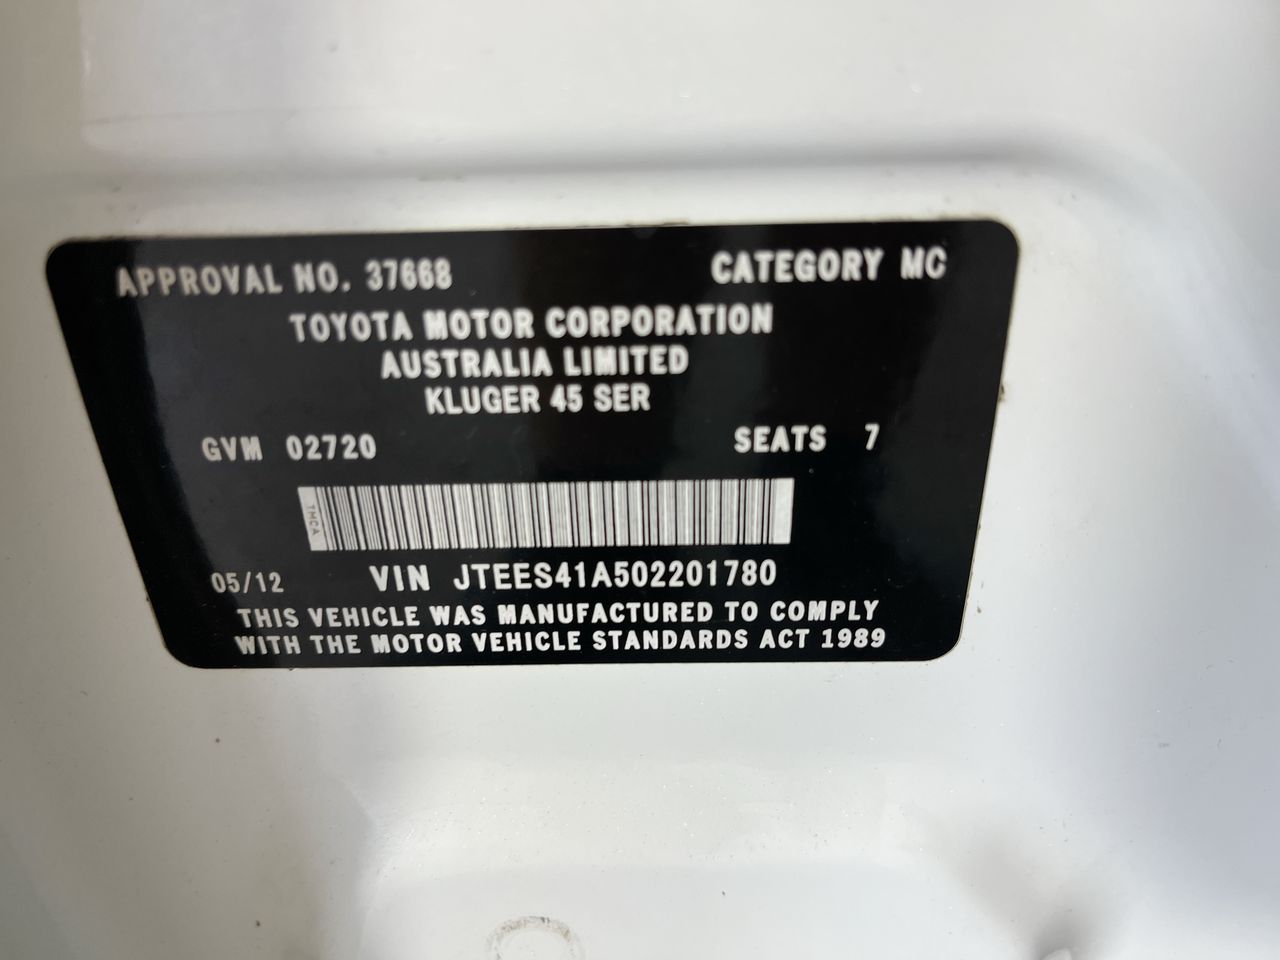 APPROVAL NO. 37668 CATEGORY MC
TOYOTA MOTOR CORPORATION
AUSTRALIA LIMITED
KLUGER 45 SER
GVM 02720 SEATS 7
TMCA
05/12 VIN JTEES41A502201780
THIS VEHICLE WAS MANUFACTURED TO COMPLY
WITH THE MOTOR VEHICLE STANDARDS ACT 1989